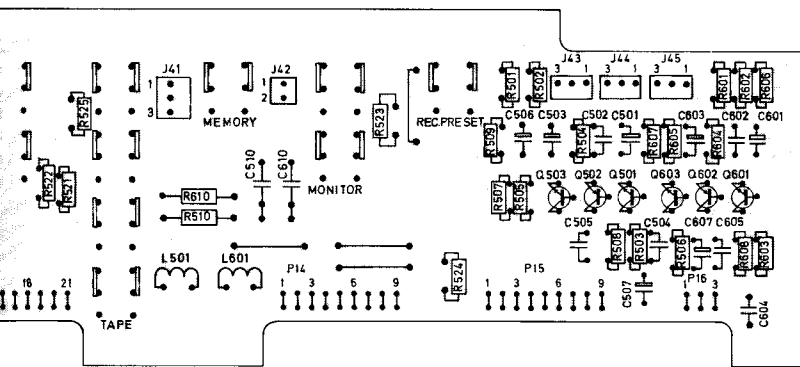 J41
J42
J43
J44
J45
1
3
1
2
3
1
3
1
3
1
R525
MEMORY
R523
REC.PRESET
R501
R502
R601
R602
R606
C506
C503
C502
C501
C603
C602
C601
R509
R504
R607
R605
R604
R522
R521
C510
C610
MONITOR
R610
R510
R507
R505
Q503
Q502
Q501
Q603
Q602
Q601
L501
L601
C505
R508
R503
C504
R506
C607
C605
R608
R603
P14
R524
P15
P16
18
21
1
3
6
9
1
3
6
9
C507
1
3
C604
TAPE